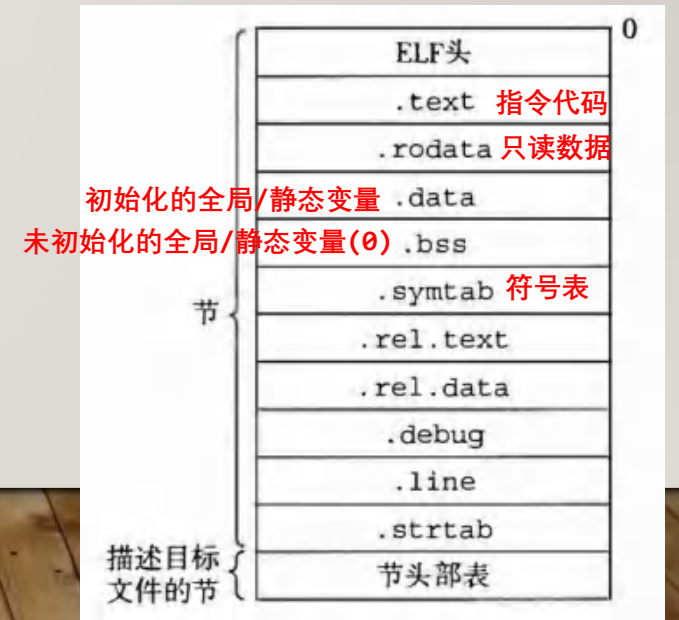 0
ELF头
.text 指令代码
.rodata 只读数据
初始化的全局/静态变量 .data
未初始化的全局/静态变量(0) .bss
.symtab 符号表
节
.rel.text
.rel.data
.debug
.line
.strtab
描述目标
文件的节
节头部表